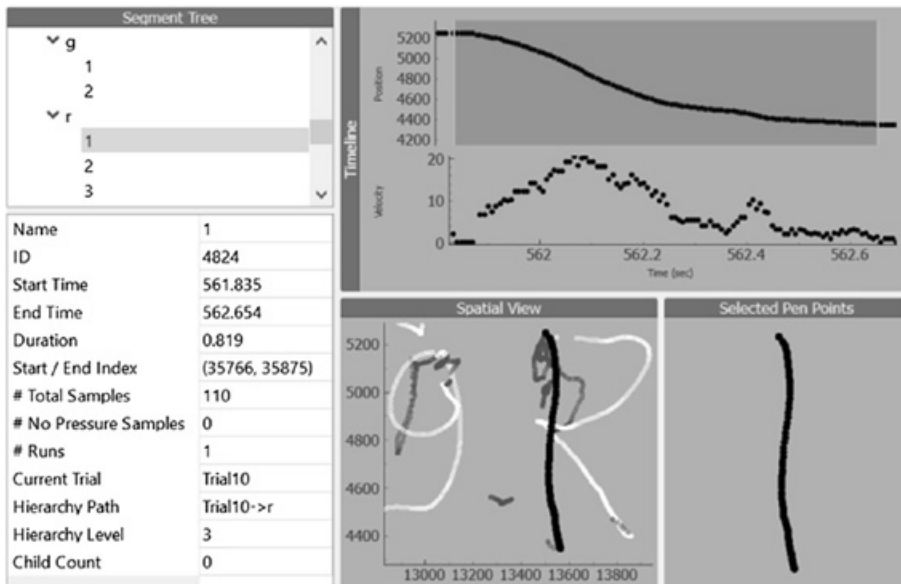 Segment Tree
g
1
2
r
1
2
3
Name 1
ID 4824
Start Time 561.835
End Time 562.654
Duration 0.819
Start / End Index (35766, 35875)
# Total Samples 110
# No Pressure Samples 0
# Runs 1
Current Trial Trial10
Hierarchy Path Trial10->r
Hierarchy Level 3
Child Count 0
Timeline
Position
5200
5000
4800
4600
4400
4200
Velocity
20
10
0
562 562.2 562.4 562.6
Time (sec)
Spatial View
5200
5000
4800
4600
4400
13000 13200 13400 13600 13800
g R
Selected Pen Points